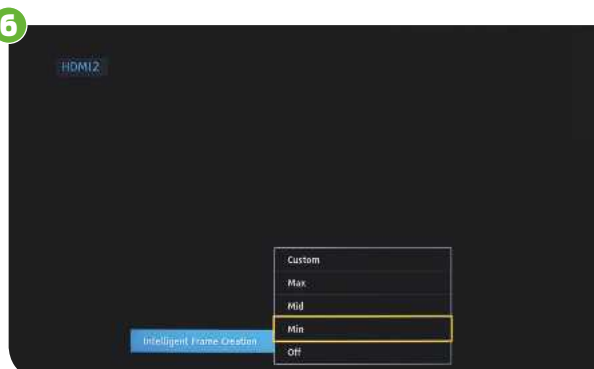 6
HDMI2
Custom
Max
Mid
Min
Intelligent Frame Creation
Off